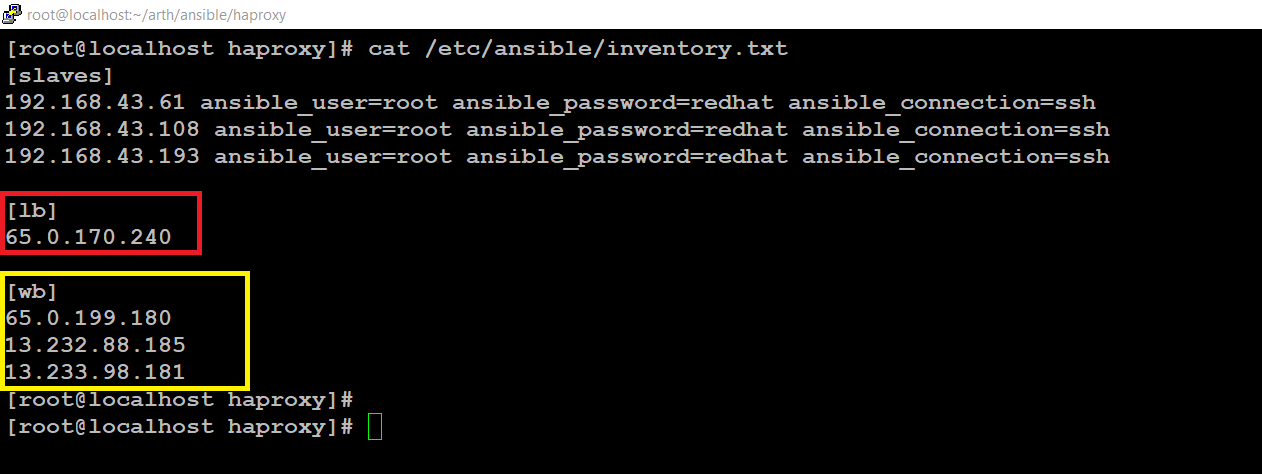 root@localhost:~/arth/ansible/haproxy
[root@localhost haproxy]# cat /etc/ansible/inventory.txt
[slaves]
192.168.43.61 ansible_user=root ansible_password=redhat ansible_connection=ssh
192.168.43.108 ansible_user=root ansible_password=redhat ansible_connection=ssh
192.168.43.193 ansible_user=root ansible_password=redhat ansible_connection=ssh
[lb]
65.0.170.240
[wb]
65.0.199.180
13.232.88.185
13.233.98.181
[root@localhost haproxy]#
[root@localhost haproxy]#